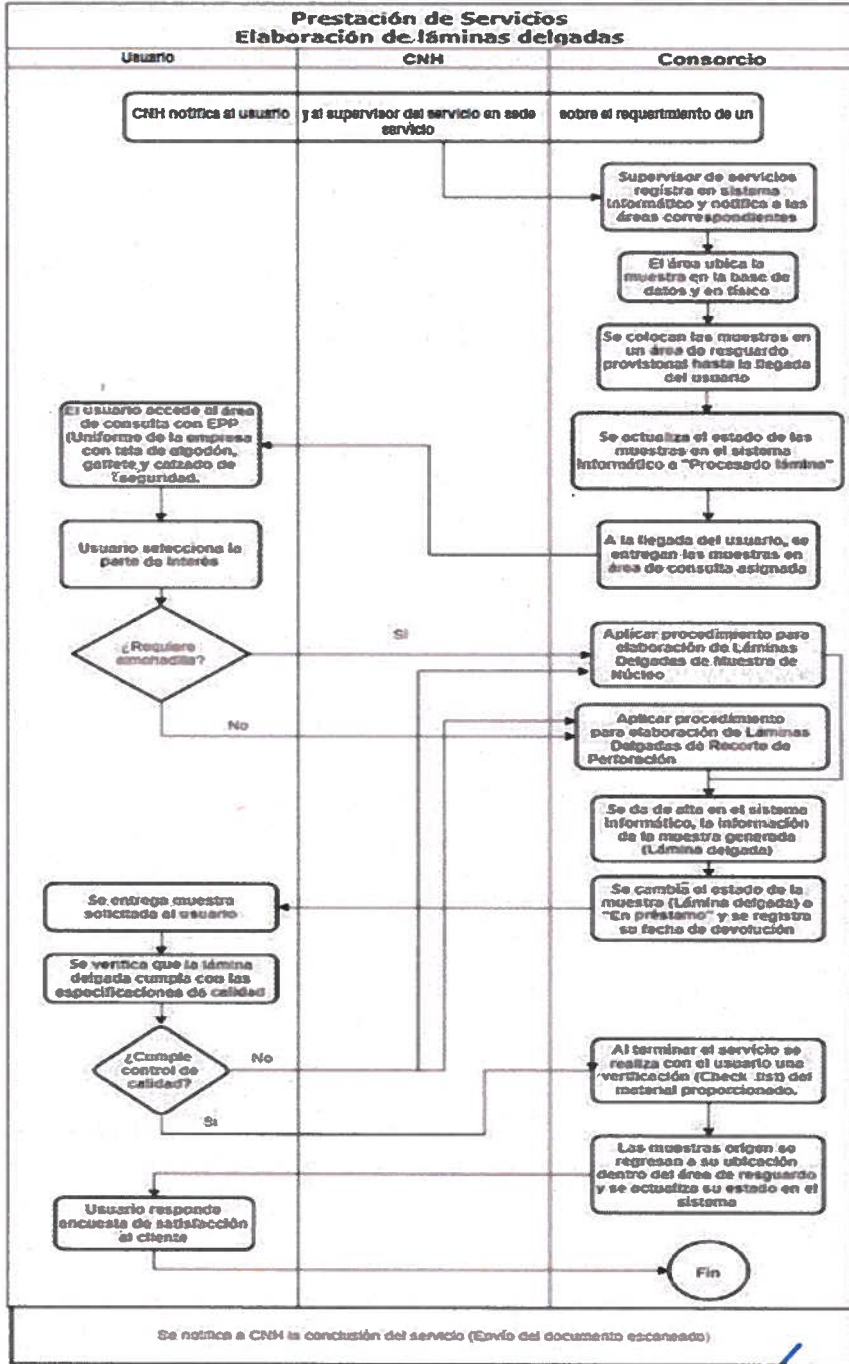 Prestación de Servicios
Elaboración de láminas delgadas
Usuario
CNH
Consorcio
CNH notifica al usuario y al supervisor del servicio en sede sobre el requerimiento de un
servicio
Supervisor de servicios
registra en sistema
informático y notifica a las
áreas correspondientes
El área ubica la
muestra en la base de
datos y en físico
Se colocan las muestras en
un área de resguardo
provisional hasta la llegada
del usuario
Se actualiza el estado de las
muestras en el sistema
Informático a "Procesado lámina"
A la llegada del usuario, se
entregan las muestras en
área de consulta asignada
El usuario accede al área
de consulta con EPP
(Uniforme de la empresa
con tela de algodón,
gafete y calzado de
seguridad.
Usuario selecciona la
parte de interés
¿Requiere
almohadilla?
Si
No
Aplicar procedimiento para
elaboración de Láminas
Delgadas de Muestra de
Núcleo
Aplicar procedimiento
para elaboración de Láminas
Delgadas de Recorte de
Perforación
Se da de alta en el sistema
informático, la información
de la muestra generada
(Lámina delgada)
Se cambia el estado de la
muestra (Lámina delgada) a
"En préstamo" y se registra
su fecha de devolución
Se entrega muestra
solicitada al usuario
Se verifica que la lámina
delgada cumpla con las
especificaciones de calidad
¿Cumple
control de
calidad?
No
Si
Al terminar el servicio se
realiza con el usuario una
verificación (Check list) del
material proporcionado.
Las muestras origen se
regresan a su ubicación
dentro del área de resguardo
y se actualiza su estado en el
sistema
Usuario responde
encuesta de satisfacción
al cliente
Fin
Se notifica a CNH la conclusión del servicio (Envío del documento escaneado)